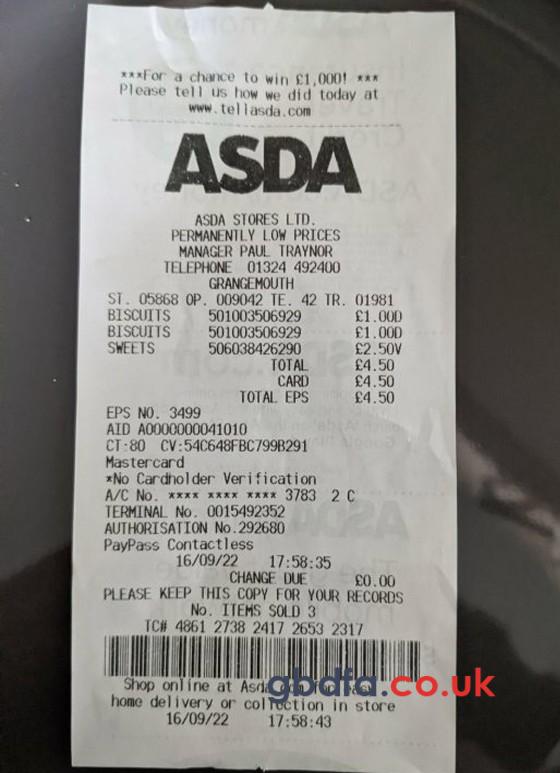 ***For a chance to win £1,000! ***
Please tell us how we did today at
www.tellasda.com
ASDA
ASDA STORES LTD.
PERMANENTLY LOW PRICES
MANAGER PAUL TRAYNOR
TELEPHONE 01324 492400
GRANGEMOUTH
ST. 05868 OP. 009042 TE. 42 TR. 01981
BISCUITS 501003506929 £1.00D
BISCUITS 501003506929 £1.00D
SWEETS 506038426290 £2.50V
TOTAL £4.50
CARD £4.50
TOTAL EPS £4.50
EPS NO. 3499
AID A0000000041010
CT:80 CV:54C648FBC799B291
Mastercard
*No Cardholder Verification
A/C No. **** **** **** 3783 2 C
TERMINAL No. 0015492352
AUTHORISATION No.292680
PayPass Contactless
16/09/22 17:58:35
CHANGE DUE £0.00
PLEASE KEEP THIS COPY FOR YOUR RECORDS
No. ITEMS SOLD 3
TC# 4861 2738 2417 2653 2317
gbdfa.co.uk
Shop online at Asda.com for easy
home delivery or collection in store
16/09/22 17:58:43